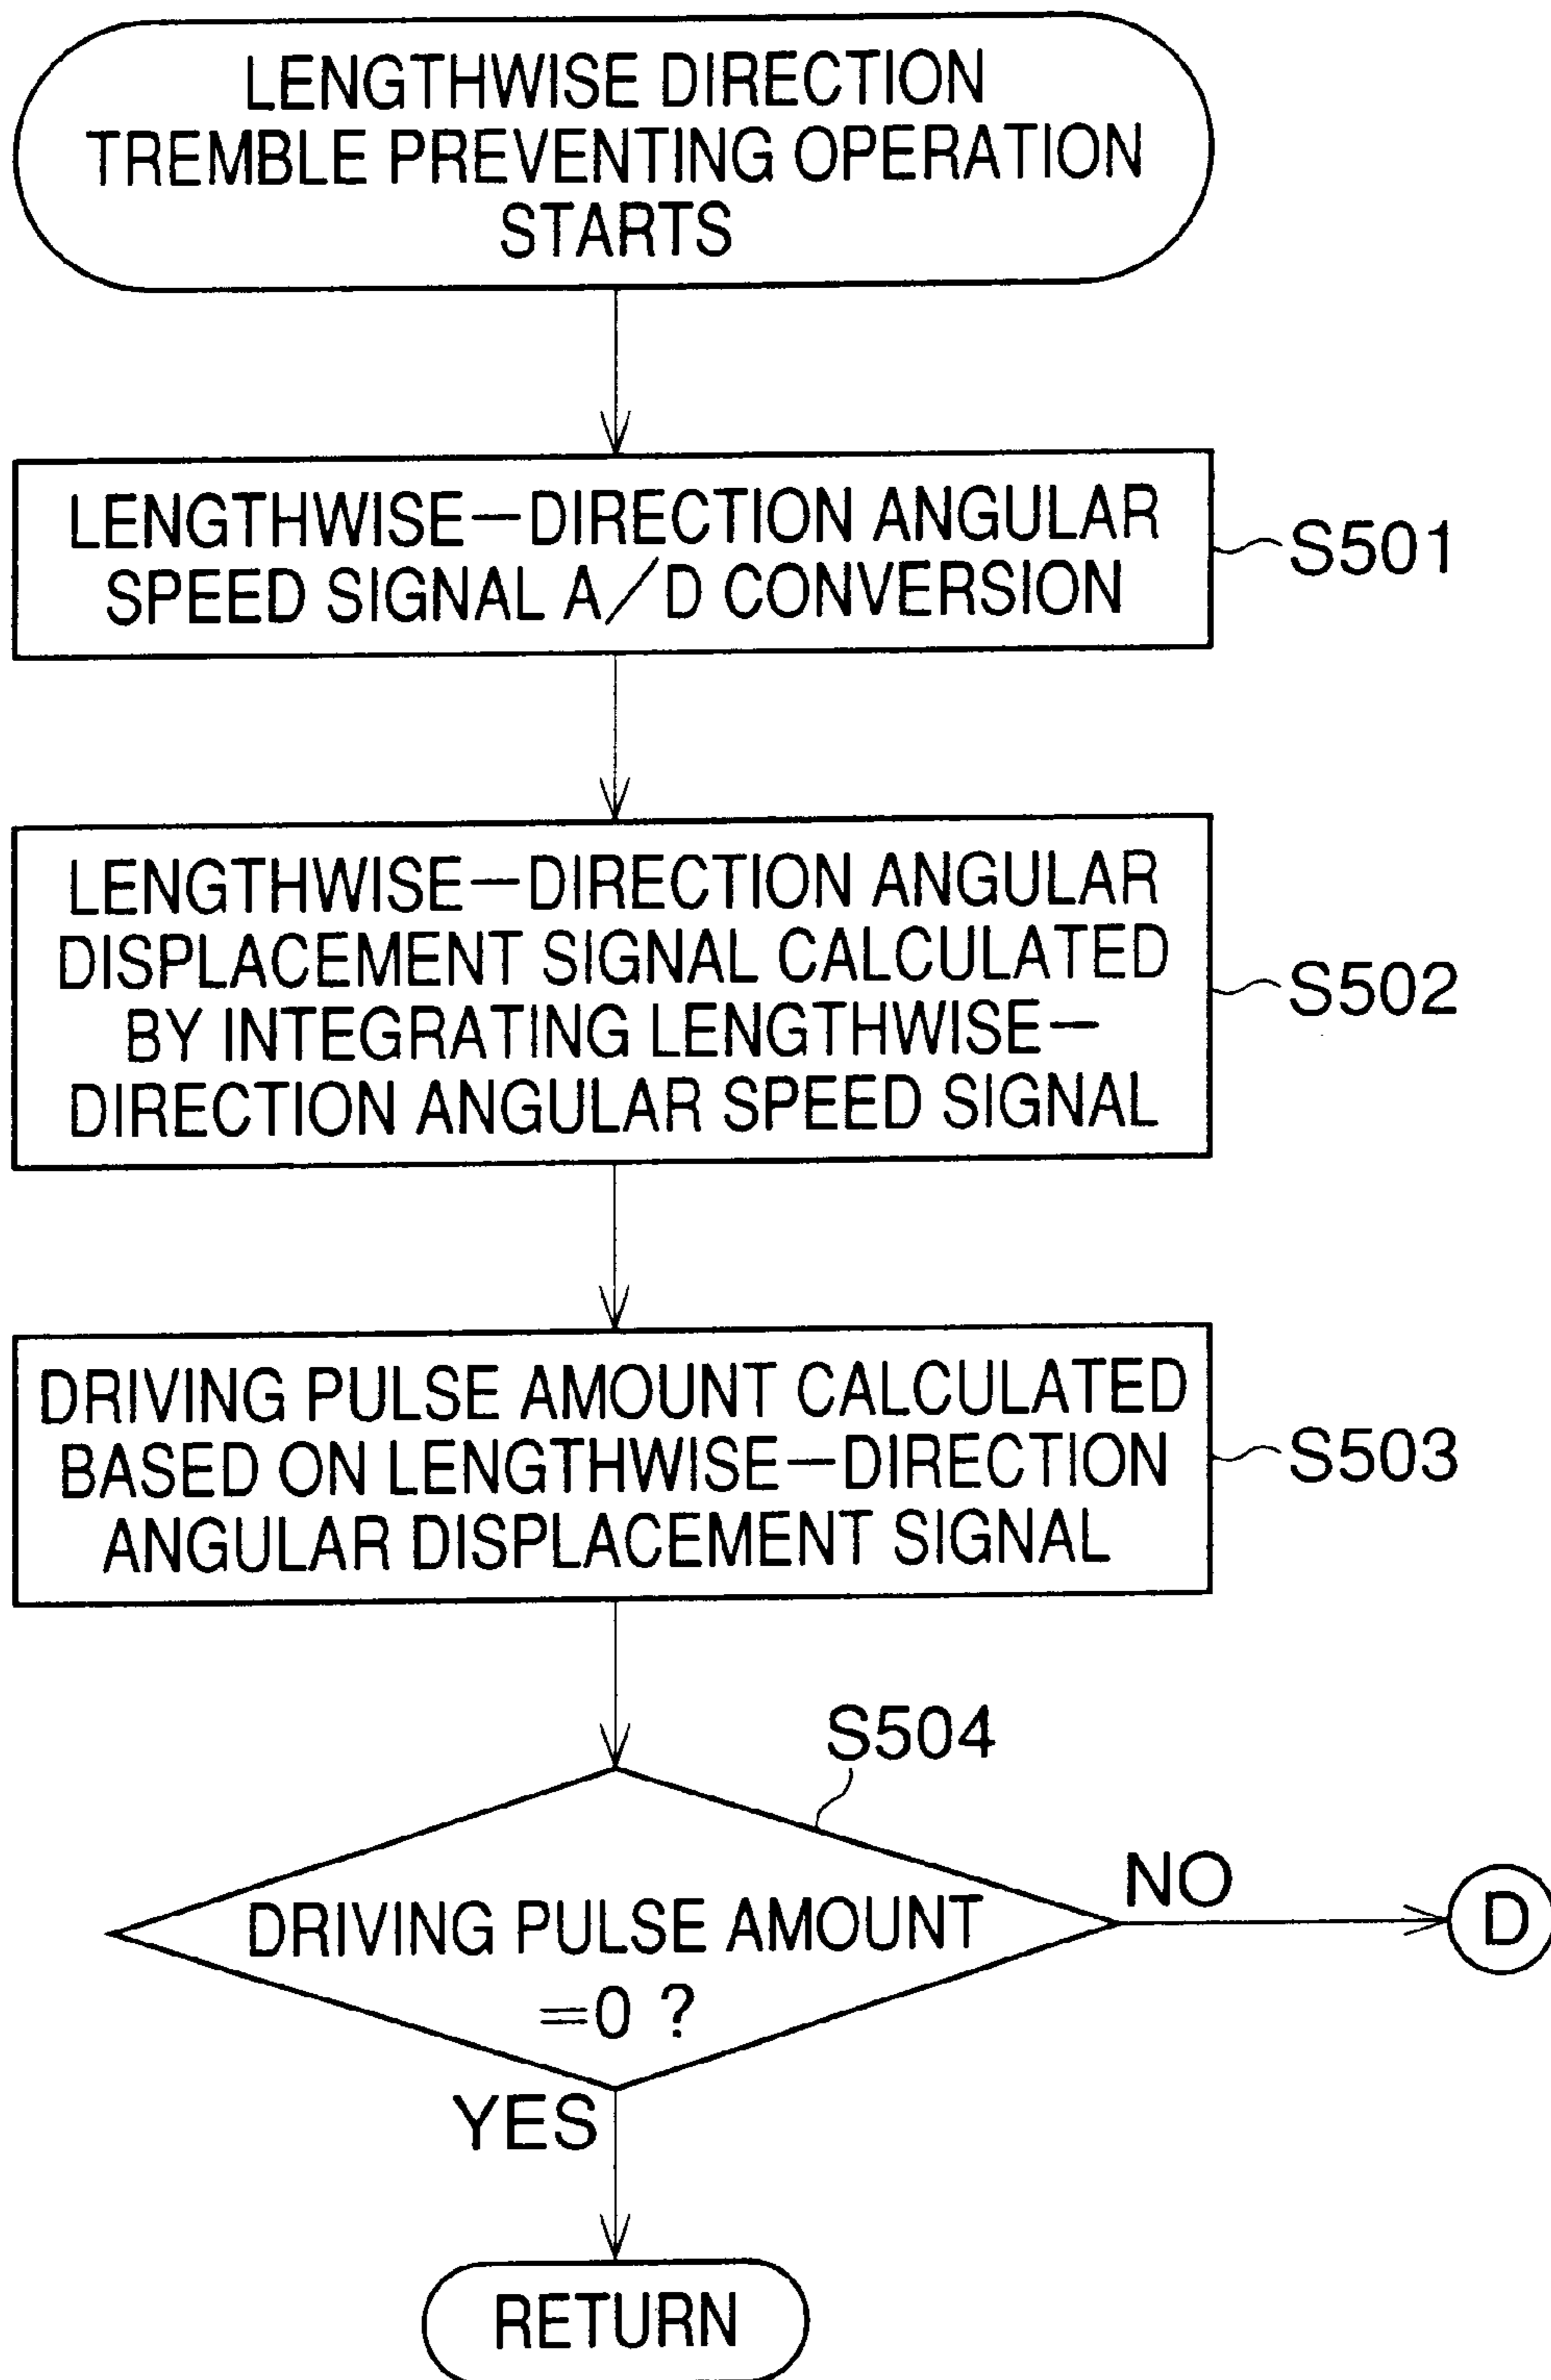 LENGTHWISE DIRECTION
TREMBLE PREVENTING OPERATION
STARTS
LENGTHWISE—DIRECTION ANGULAR
SPEED SIGNAL A/D CONVERSION
S501
LENGTHWISE—DIRECTION ANGULAR
DISPLACEMENT SIGNAL CALCULATED
BY INTEGRATING LENGTHWISE—
DIRECTION ANGULAR SPEED SIGNAL
S502
DRIVING PULSE AMOUNT CALCULATED
BASED ON LENGTHWISE—DIRECTION
ANGULAR DISPLACEMENT SIGNAL
S503
S504
DRIVING PULSE AMOUNT
=0 ?
NO
D
YES
RETURN